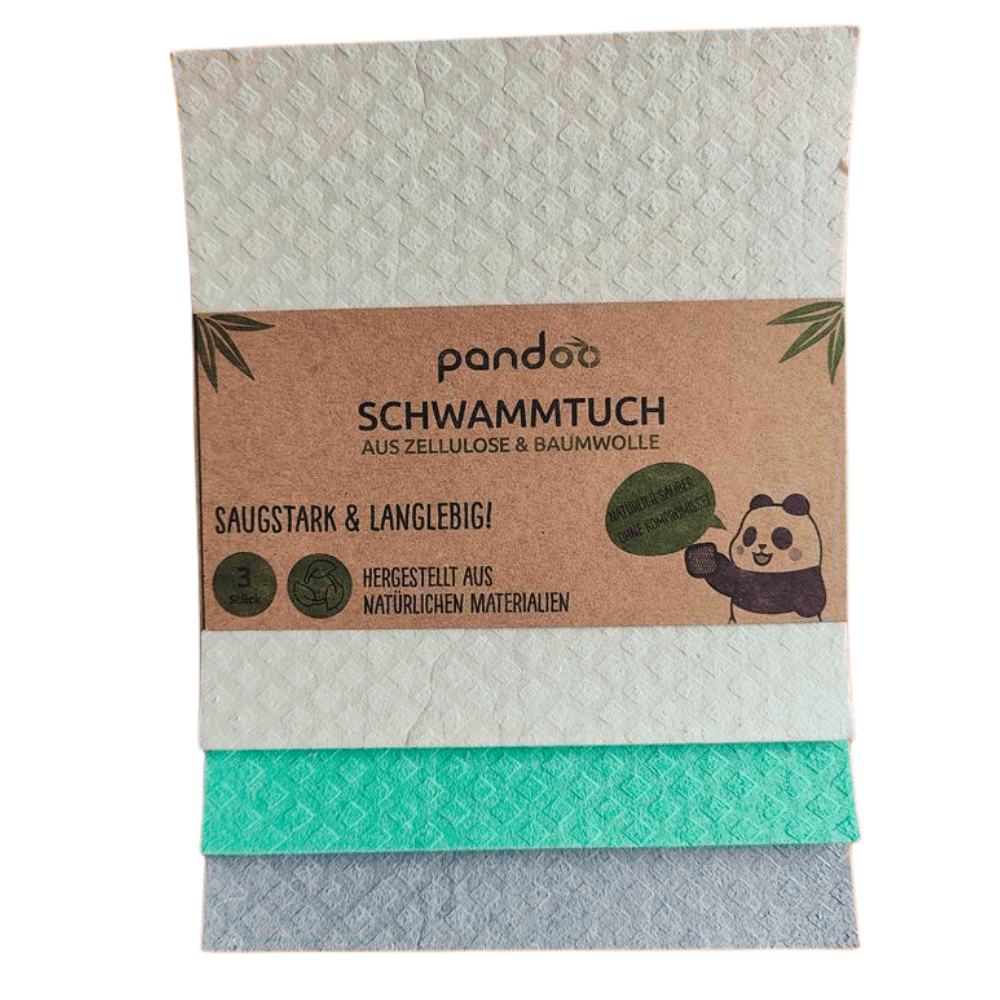 pandoo
SCHWAMMTUCH
AUS ZELLULOSE & BAUMWOLLE
SAUGSTARK & LANGLEBIG!
NATÜRLICH SAUBER
OHNE KOMPROMISSE!
3
Stück
HERGESTELLT AUS
NATÜRLICHEN MATERIALIEN